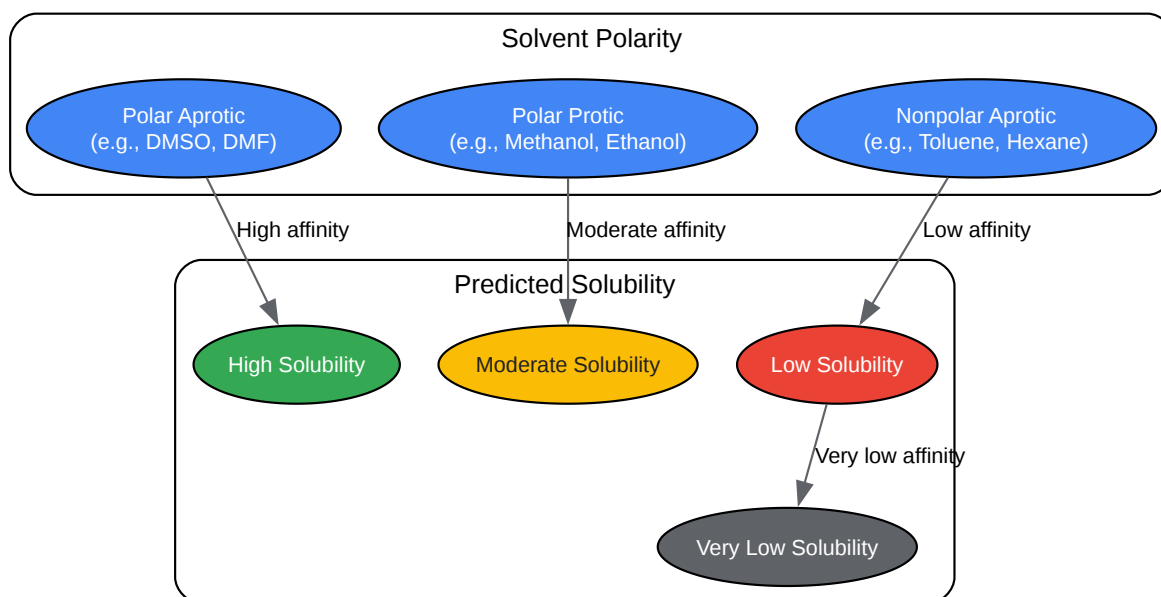 Solvent Polarity
Polar Aprotic
(e.g., DMSO, DMF)
Polar Protic
(e.g., Methanol, Ethanol)
Nonpolar Aprotic
(e.g., Toluene, Hexane)
High affinity
Moderate affinity
Low affinity
Predicted Solubility
High Solubility
Moderate Solubility
Low Solubility
Very low affinity
Very Low Solubility